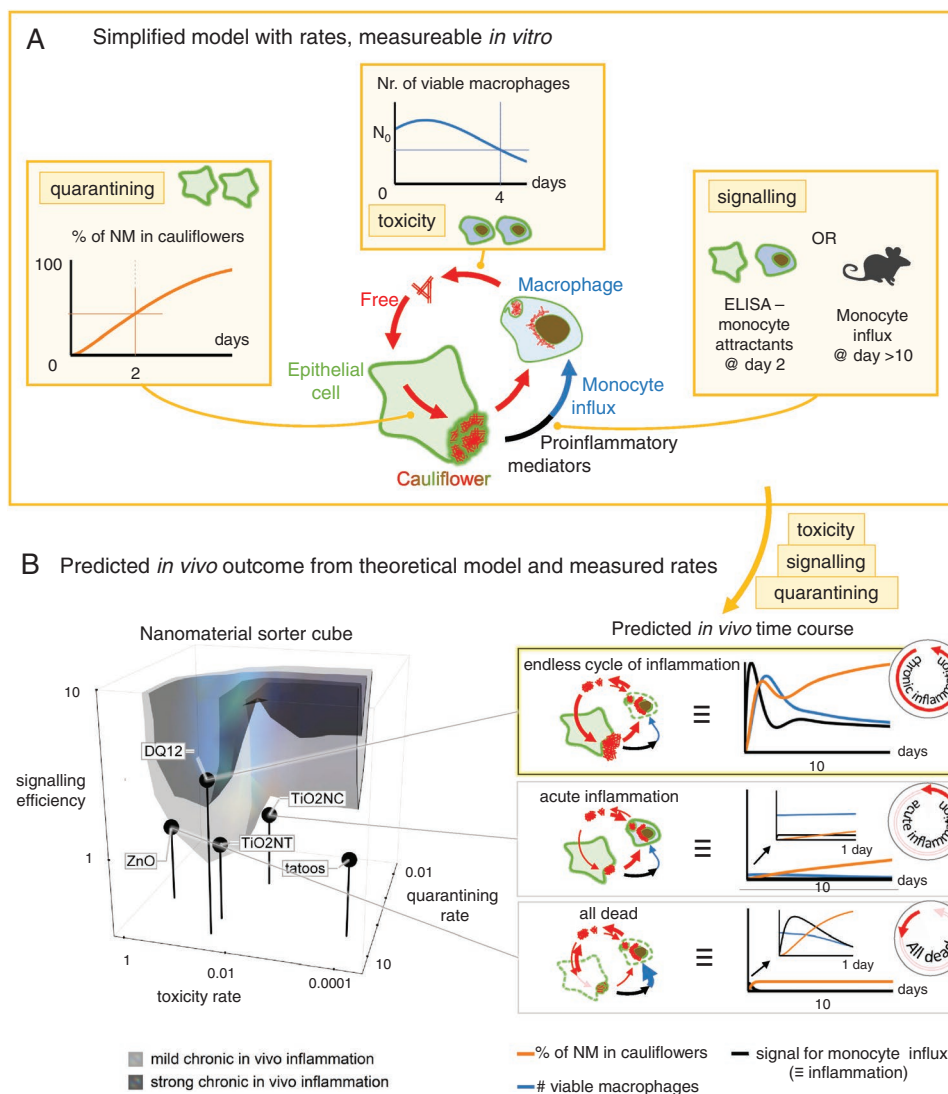 A Simplified model with rates, measureable in vitro
Nr. of viable macrophages
N0
0
4
days
toxicity
quarantining
% of NM in cauliflowers
100
0
2
days
signalling
OR
ELISA –
monocyte
attractants
@ day 2
Monocyte
influx
@ day >10
Free
Macrophage
Epithelial
cell
Monocyte
influx
Proinflammatory
mediators
Cauliflower
toxicity
signalling
quarantining
B Predicted in vivo outcome from theoretical model and measured rates
Nanomaterial sorter cube
10
signalling
efficiency
1
DQ12
ZnO
TiO2NT
TiO2NC
tatoos
0.01
quarantining
rate
10
1
0.01
0.0001
toxicity rate
mild chronic in vivo inflammation
strong chronic in vivo inflammation
Predicted in vivo time course
endless cycle of inflammation
≡
10
days
chronic inflammation
acute inflammation
≡
1 day
10
days
acute inflammation
all dead
≡
1 day
10
days
All dead
% of NM in cauliflowers
# viable macrophages
signal for monocyte influx
(≡ inflammation)